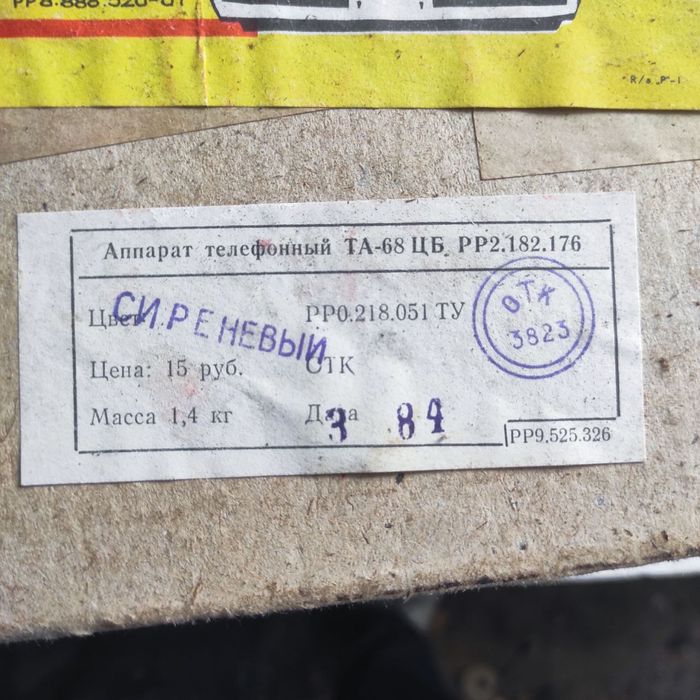 РР8.888.520-01
R/о „Р"-1
Аппарат телефонный ТА-68 ЦБ РР2.182.176
Цвет: СИРЕНЕВЫЙ РР0.218.051 ТУ
Цена: 15 руб. ОТК
Масса 1,4 кг Дата 3 84
ОТК
3823
РР9.525.326